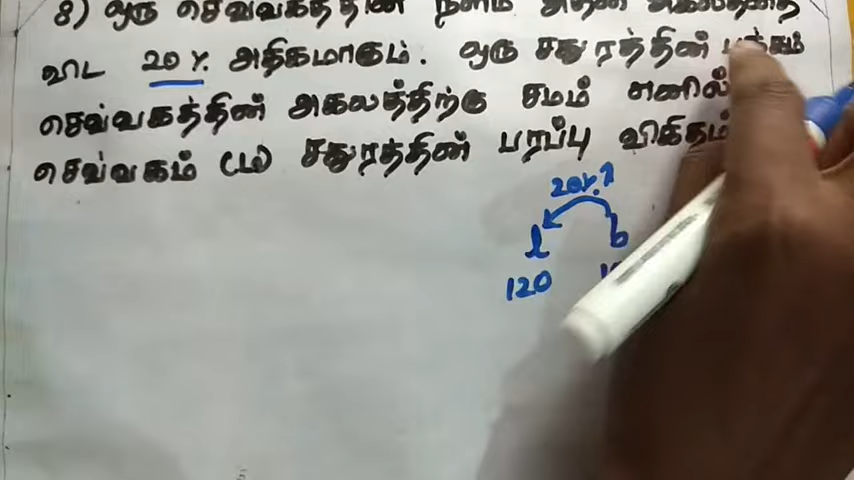 8) ஒரு செவ்வகத்தின் நீளம் அதன் அகலத்தை
விட 20% அதிகமாகும். ஒரு சதுரத்தின் பக்கம்
செவ்வகத்தின் அகலத்திற்கு சமம் எனில்
செவ்வகம் (ம) சதுரத்தின் பரப்பு விகிதம்
20%↑
l b
120